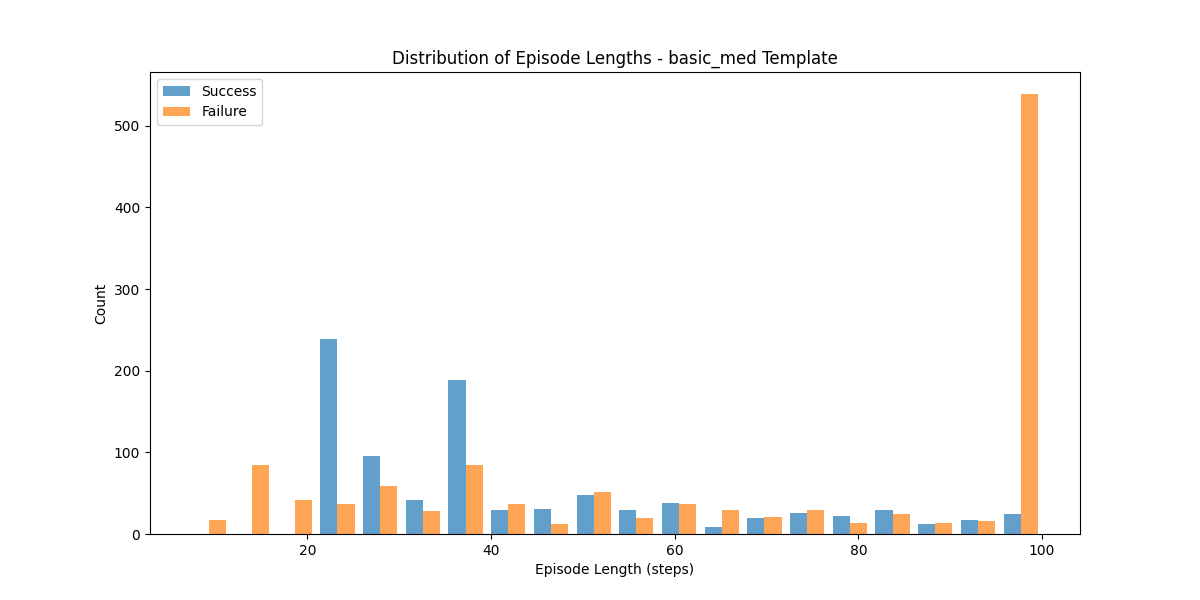 Distribution of Episode Lengths - basic_med Template
Success
Failure
500
400
300
200
100
0
Count
20 40 60 80 100
Episode Length (steps)